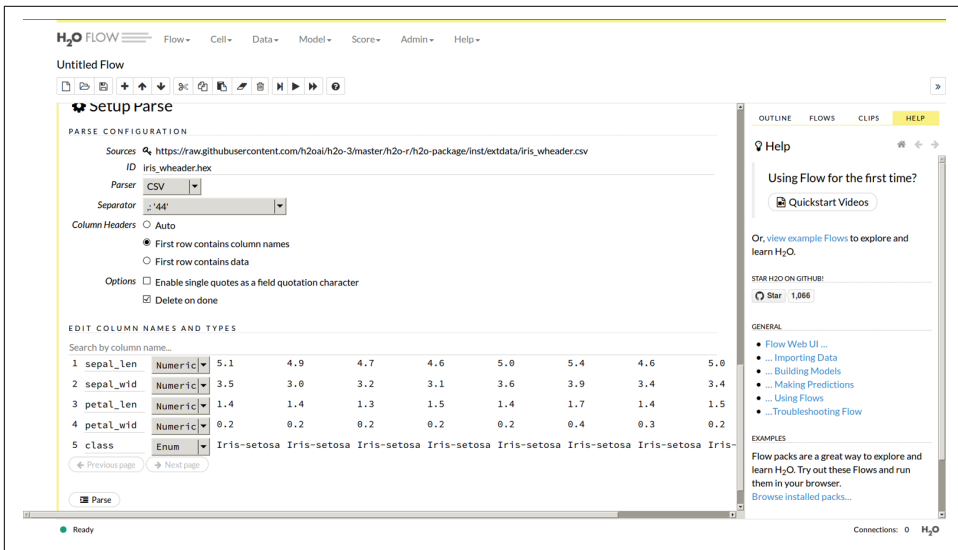 H2O FLOW Flow Cell Data Model Score Admin Help
Untitled Flow
Setup Parse
PARSE CONFIGURATION
Sources https://raw.githubusercontent.com/h2oai/h2o-3/master/h2o-r/h2o-package/inst/extdata/iris_wheader.csv
ID iris_wheader.hex
Parser CSV
Separator ,: '44'
Column Headers Auto
First row contains column names
First row contains data
Options Enable single quotes as a field quotation character
Delete on done
EDIT COLUMN NAMES AND TYPES
Search by column name...
1 sepal_len Numeric 5.1 4.9 4.7 4.6 5.0 5.4 4.6 5.0
2 sepal_wid Numeric 3.5 3.0 3.2 3.1 3.6 3.9 3.4 3.4
3 petal_len Numeric 1.4 1.4 1.3 1.5 1.4 1.7 1.4 1.5
4 petal_wid Numeric 0.2 0.2 0.2 0.2 0.2 0.4 0.3 0.2
5 class Enum Iris-setosa Iris-setosa Iris-setosa Iris-setosa Iris-setosa Iris-setosa Iris-setosa Iris-
Previous page Next page
Parse
OUTLINE FLOWS CLIPS HELP
Help
Using Flow for the first time?
Quickstart Videos
Or, view example Flows to explore and
learn H2O.
STAR H2O ON GITHUB!
Star 1,066
GENERAL
Flow Web UI ...
... Importing Data
... Building Models
... Making Predictions
... Using Flows
...Troubleshooting Flow
EXAMPLES
Flow packs are a great way to explore and
learn H2O. Try out these Flows and run
them in your browser.
Browse installed packs...
Ready
Connections: 0 H2O